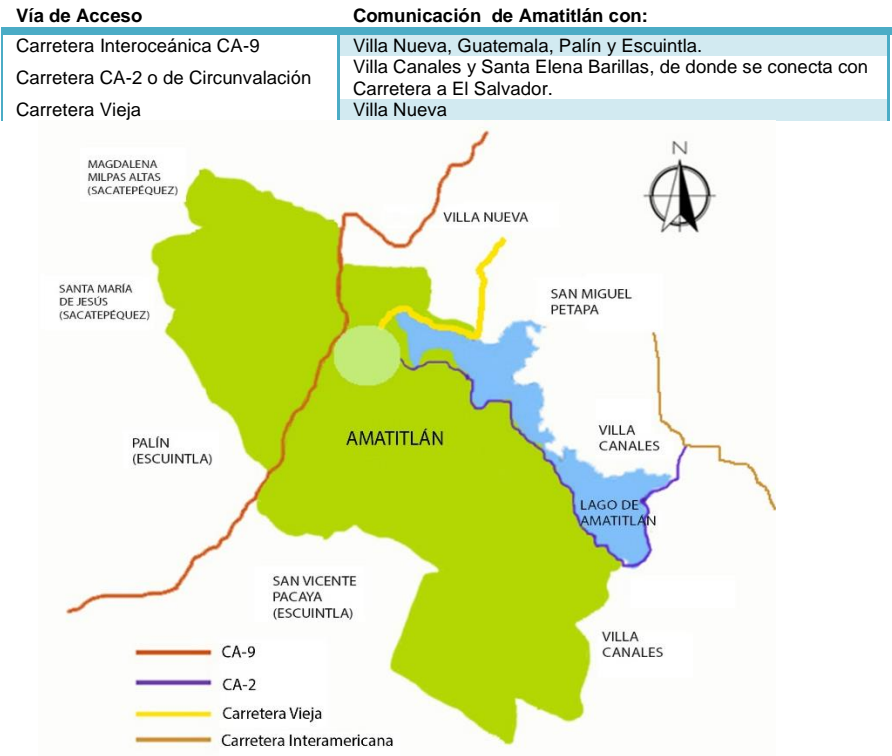 Vía de Acceso Comunicación de Amatitlán con:
Carretera Interoceánica CA-9 Villa Nueva, Guatemala, Palín y Escuintla.
Carretera CA-2 o de Circunvalación Villa Canales y Santa Elena Barillas, de donde se conecta con
Carretera a El Salvador.
Carretera Vieja Villa Nueva
N
MAGDALENA
MILPAS ALTAS
(SACATEPÉQUEZ)
VILLA NUEVA
SANTA MARÍA
DE JESÚS
(SACATEPÉQUEZ)
SAN MIGUEL
PETAPA
PALÍN
(ESCUINTLA)
AMATITLÁN
VILLA
CANALES
LAGO DE
AMATITLÁN
SAN VICENTE
PACAYA
(ESCUINTLA)
VILLA
CANALES
CA-9
CA-2
Carretera Vieja
Carretera Interamericana